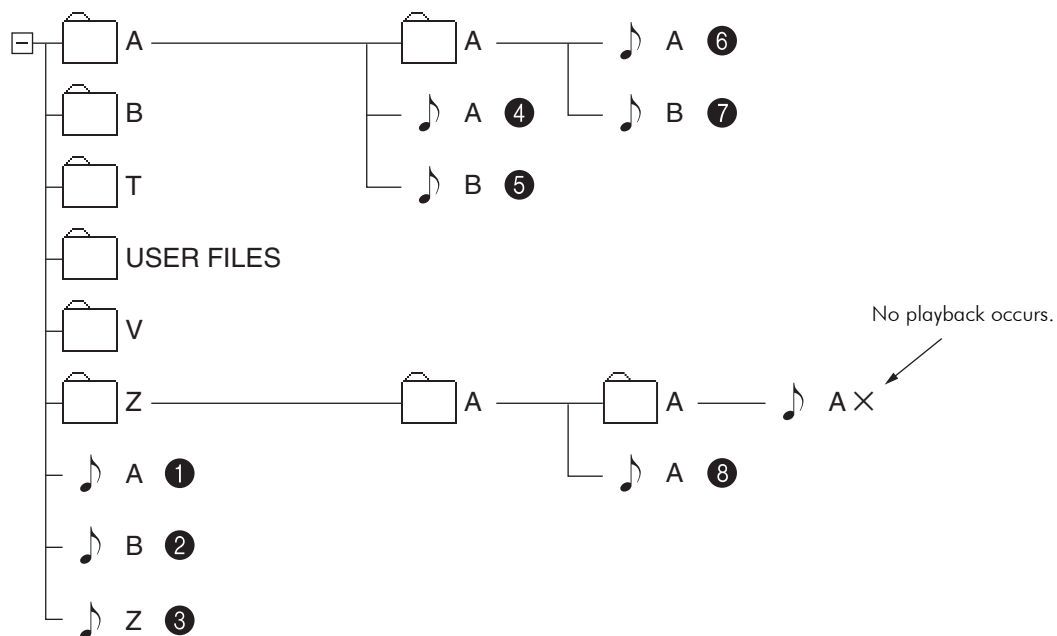 A A A 6
B A 4 B 7
T B 5
USER FILES
V
No playback occurs.
Z A A A ×
A 1 A 8
B 2
Z 3